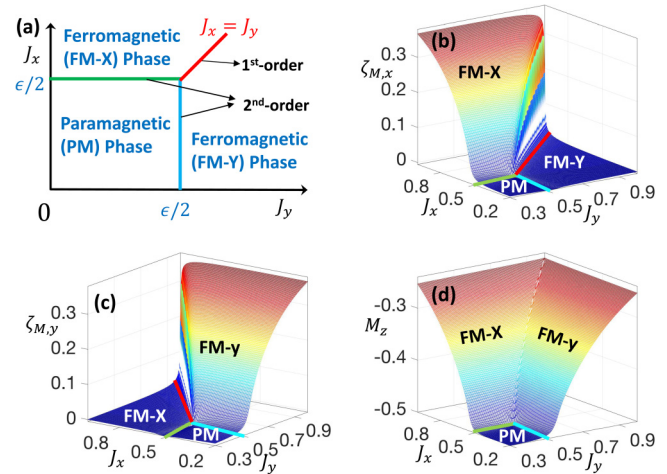 (a)
J_x
Ferromagnetic
(FM-X) Phase
J_x = J_y
1st-order
ϵ/2
2nd-order
Paramagnetic
(PM) Phase
Ferromagnetic
(FM-Y) Phase
0
ϵ/2
J_y
(b)
ζ_{M,x}
0.3
0.2
0.1
0
FM-X
FM-Y
PM
0.8
0.5
0.2
J_x
0.3
0.5
0.7
0.9
J_y
(c)
ζ_{M,y}
0.3
0.2
0.1
0
FM-y
FM-X
PM
0.8
0.5
0.2
J_x
0.3
0.5
0.7
0.9
J_y
(d)
M_z
-0.3
-0.4
-0.5
FM-X
FM-y
PM
0.8
0.5
0.2
J_x
0.3
0.5
0.7
0.9
J_y